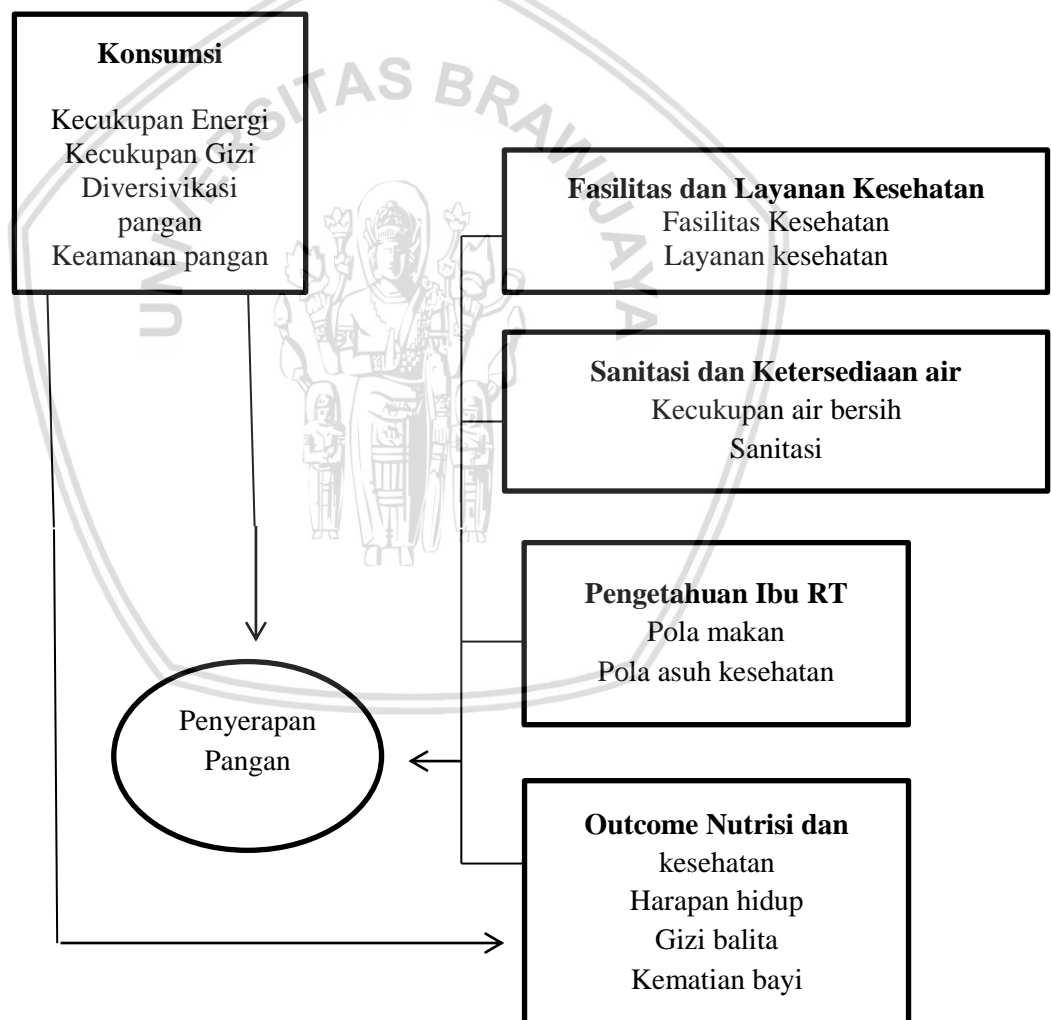 Konsumsi
Kecukupan Energi
Kecukupan Gizi
Diversivikasi
pangan
Keamanan pangan
UNIVERSITAS BRAWIJAYA
Fasilitas dan Layanan Kesehatan
Fasilitas Kesehatan
Layanan kesehatan
Sanitasi dan Ketersediaan air
Kecukupan air bersih
Sanitasi
Pengetahuan Ibu RT
Pola makan
Pola asuh kesehatan
Penyerapan
Pangan
Outcome Nutrisi dan
kesehatan
Harapan hidup
Gizi balita
Kematian bayi